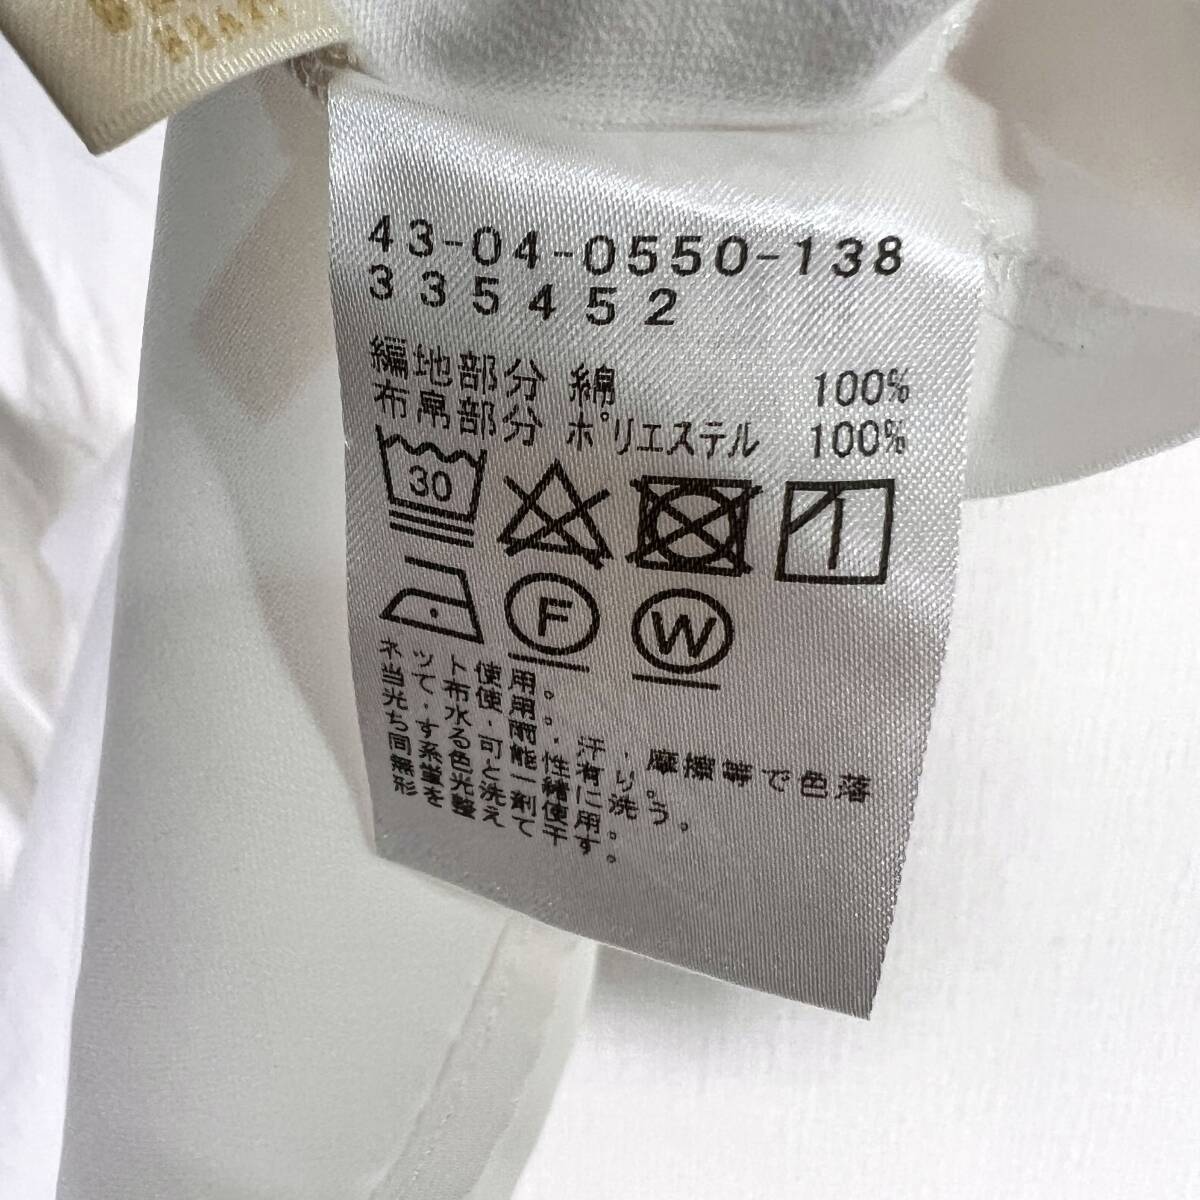 43-04-0550-138
335452
編地部分 綿 100%
布帛部分 ポリエステル 100%
30
F
W
ネット使用。
当て布使用。
光・水・雨・汗・摩擦等で色落
ちする可能性有り。
同系色と一緒に洗う。
無蛍光洗剤使用。
形を整えて干す。